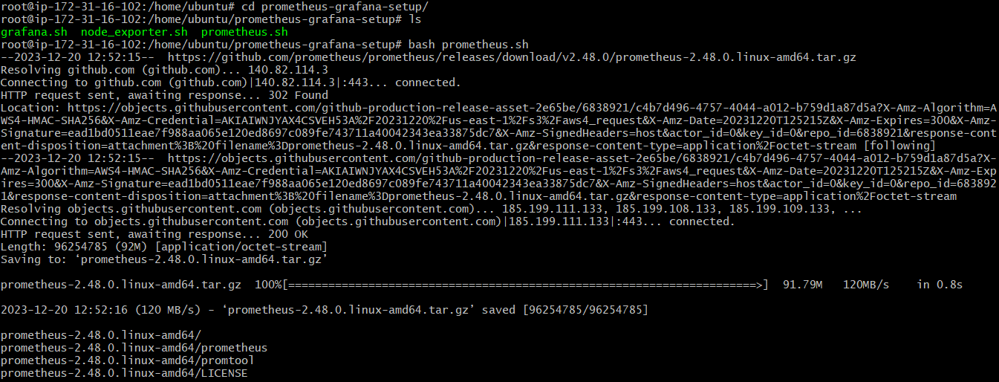 root@ip-172-31-16-102:/home/ubuntu# cd prometheus-grafana-setup/
root@ip-172-31-16-102:/home/ubuntu/prometheus-grafana-setup# ls
grafana.sh  node_exporter.sh  prometheus.sh
root@ip-172-31-16-102:/home/ubuntu/prometheus-grafana-setup# bash prometheus.sh
--2023-12-20 12:52:15--  https://github.com/prometheus/prometheus/releases/download/v2.48.0/prometheus-2.48.0.linux-amd64.tar.gz
Resolving github.com (github.com)... 140.82.114.3
Connecting to github.com (github.com)|140.82.114.3|:443... connected.
HTTP request sent, awaiting response... 302 Found
Location: https://objects.githubusercontent.com/github-production-release-asset-2e65be/6838921/c4b7d496-4757-4044-a012-b759d1a87d5a?X-Amz-Algorithm=A
WS4-HMAC-SHA256&X-Amz-Credential=AKIAIWNJYAX4CSVEH53A%2F20231220%2Fus-east-1%2Fs3%2Faws4_request&X-Amz-Date=20231220T125215Z&X-Amz-Expires=300&X-Amz-
Signature=ead1bd0511eae7f988aa065e120ed8697c089fe743711a40042343ea33875dc7&X-Amz-SignedHeaders=host&actor_id=0&key_id=0&repo_id=6838921&response-cont
ent-disposition=attachment%3B%20filename%3Dprometheus-2.48.0.linux-amd64.tar.gz&response-content-type=application%2Foctet-stream [following]
--2023-12-20 12:52:15--  https://objects.githubusercontent.com/github-production-release-asset-2e65be/6838921/c4b7d496-4757-4044-a012-b759d1a87d5a?X-
Amz-Algorithm=AWS4-HMAC-SHA256&X-Amz-Credential=AKIAIWNJYAX4CSVEH53A%2F20231220%2Fus-east-1%2Fs3%2Faws4_request&X-Amz-Date=20231220T125215Z&X-Amz-Exp
ires=300&X-Amz-Signature=ead1bd0511eae7f988aa065e120ed8697c089fe743711a40042343ea33875dc7&X-Amz-SignedHeaders=host&actor_id=0&key_id=0&repo_id=683892
1&response-content-disposition=attachment%3B%20filename%3Dprometheus-2.48.0.linux-amd64.tar.gz&response-content-type=application%2Foctet-stream
Resolving objects.githubusercontent.com (objects.githubusercontent.com)... 185.199.111.133, 185.199.108.133, 185.199.109.133, ...
Connecting to objects.githubusercontent.com (objects.githubusercontent.com)|185.199.111.133|:443... connected.
HTTP request sent, awaiting response... 200 OK
Length: 96254785 (92M) [application/octet-stream]
Saving to: ‘prometheus-2.48.0.linux-amd64.tar.gz’
prometheus-2.48.0.linux-amd64.tar.gz  100%[======================================================================>]  91.79M   120MB/s    in 0.8s
2023-12-20 12:52:16 (120 MB/s) - ‘prometheus-2.48.0.linux-amd64.tar.gz’ saved [96254785/96254785]
prometheus-2.48.0.linux-amd64/
prometheus-2.48.0.linux-amd64/prometheus
prometheus-2.48.0.linux-amd64/promtool
prometheus-2.48.0.linux-amd64/LICENSE